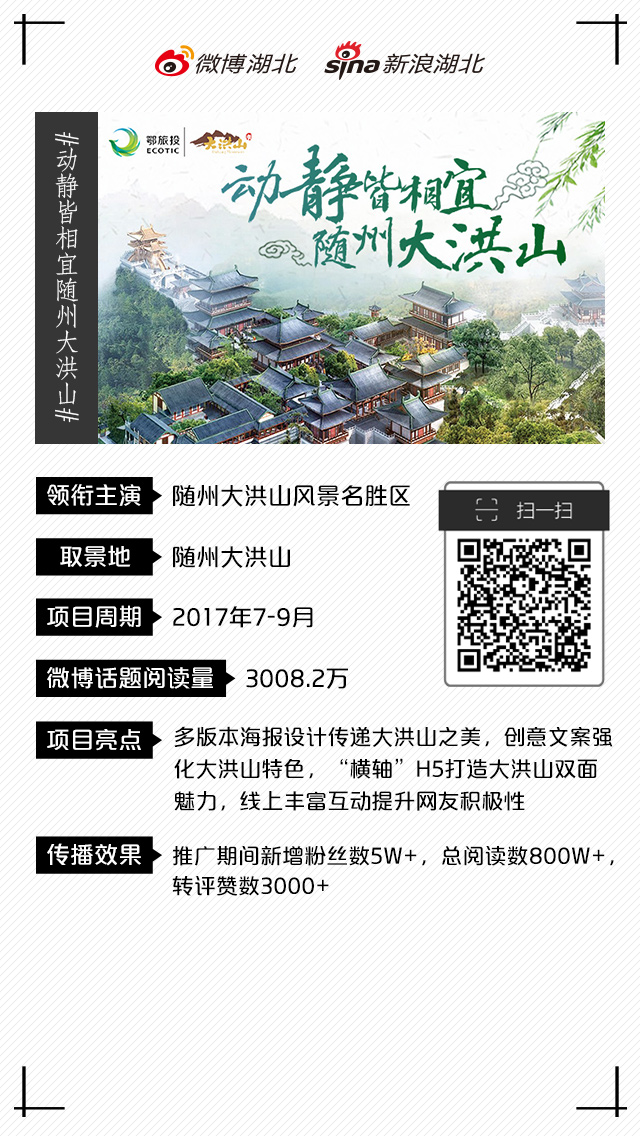 微博湖北 sina新浪湖北
#动静皆相宜随州大洪山#
鄂旅投
ECOTIC
大洪山
动静皆相宜
随州大洪山
领衔主演 随州大洪山风景名胜区
扫一扫
取景地 随州大洪山
项目周期 2017年7-9月
微博话题阅读量 3008.2万
项目亮点 多版本海报设计传递大洪山之美，创意文案强
化大洪山特色，“横轴”H5打造大洪山双面
魅力，线上丰富互动提升网友积极性
传播效果 推广期间新增粉丝数5W+，总阅读数800W+，
转评赞数3000+